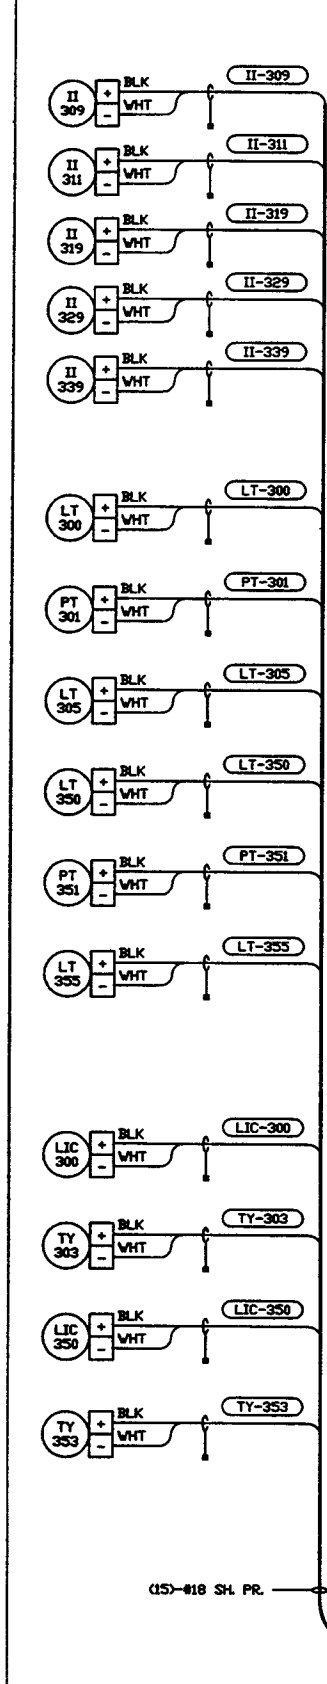 II-309
BLK
II
309
+
-
WHT
II-311
BLK
II
311
+
-
WHT
II-319
BLK
II
319
+
-
WHT
II-329
BLK
II
329
+
-
WHT
II-339
BLK
II
339
+
-
WHT
LT-300
BLK
LT
300
+
-
WHT
PT-301
BLK
PT
301
+
-
WHT
LT-305
BLK
LT
305
+
-
WHT
LT-350
BLK
LT
350
+
-
WHT
PT-351
BLK
PT
351
+
-
WHT
LT-355
BLK
LT
355
+
-
WHT
LIC-300
BLK
LIC
300
+
-
WHT
TY-303
BLK
TY
303
+
-
WHT
LIC-350
BLK
LIC
350
+
-
WHT
TY-353
BLK
TY
353
+
-
WHT
(15)-#18 SH. PR.